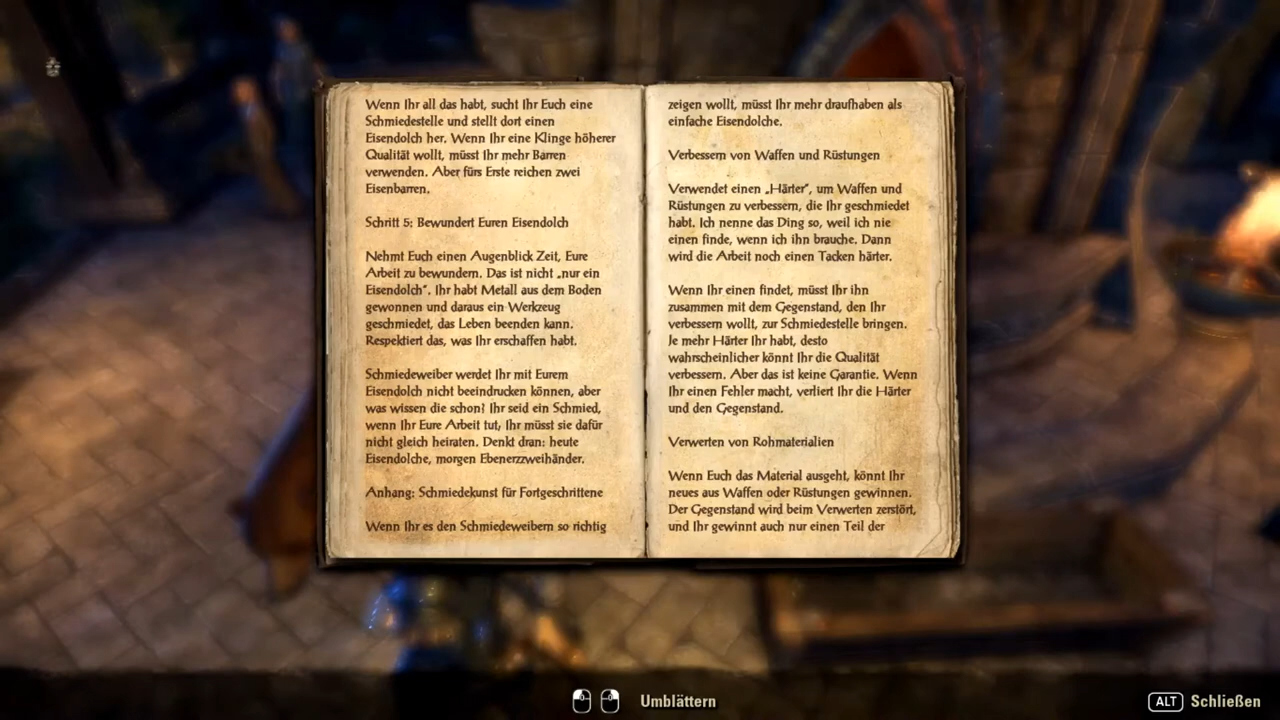 Wenn Ihr all das habt, sucht Ihr Euch eine
Schmiedestelle und stellt dort einen
Eisendolch her. Wenn Ihr eine Klinge höherer
Qualität wollt, müsst Ihr mehr Barren
verwenden. Aber fürs Erste reichen zwei
Eisenbarren.
Schritt 5: Bewundert Euren Eisendolch
Nehmt Euch einen Augenblick Zeit, Eure
Arbeit zu bewundern. Das ist nicht „nur ein
Eisendolch“. Ihr habt Metall aus dem Boden
gewonnen und daraus ein Werkzeug
geschmiedet, das Leben beenden kann.
Respektiert das, was Ihr erschaffen habt.
Schmiedeweiber werdet Ihr mit Eurem
Eisendolch nicht beeindrucken können, aber
was wissen die schon? Ihr seid ein Schmied,
wenn Ihr Eure Arbeit tut; Ihr müsst sie dafür
nicht gleich heiraten. Denkt dran: heute
Eisendolche, morgen Ebenerzzweihänder.
Anhang: Schmiedekunst für Fortgeschrittene
Wenn Ihr es den Schmiedeweibern so richtig
zeigen wollt, müsst Ihr mehr draufhaben als
einfache Eisendolche.
Verbessern von Waffen und Rüstungen
Verwendet einen „Härter“, um Waffen und
Rüstungen zu verbessern, die Ihr geschmiedet
habt. Ich nenne das Ding so, weil ich nie
einen finde, wenn ich ihn brauche. Dann
wird die Arbeit noch einen Tacken härter.
Wenn Ihr einen findet, müsst Ihr ihn
zusammen mit dem Gegenstand, den Ihr
verbessern wollt, zur Schmiedestelle bringen.
Je mehr Härter Ihr habt, desto
wahrscheinlicher könnt Ihr die Qualität
verbessern. Aber das ist keine Garantie. Wenn
Ihr einen Fehler macht, verliert Ihr die Härter
und den Gegenstand.
Verwerten von Rohmaterialien
Wenn Euch das Material ausgeht, könnt Ihr
neues aus Waffen oder Rüstungen gewinnen.
Der Gegenstand wird beim Verwerten zerstört,
und Ihr gewinnt auch nur einen Teil der
Umblättern
ALT Schließen